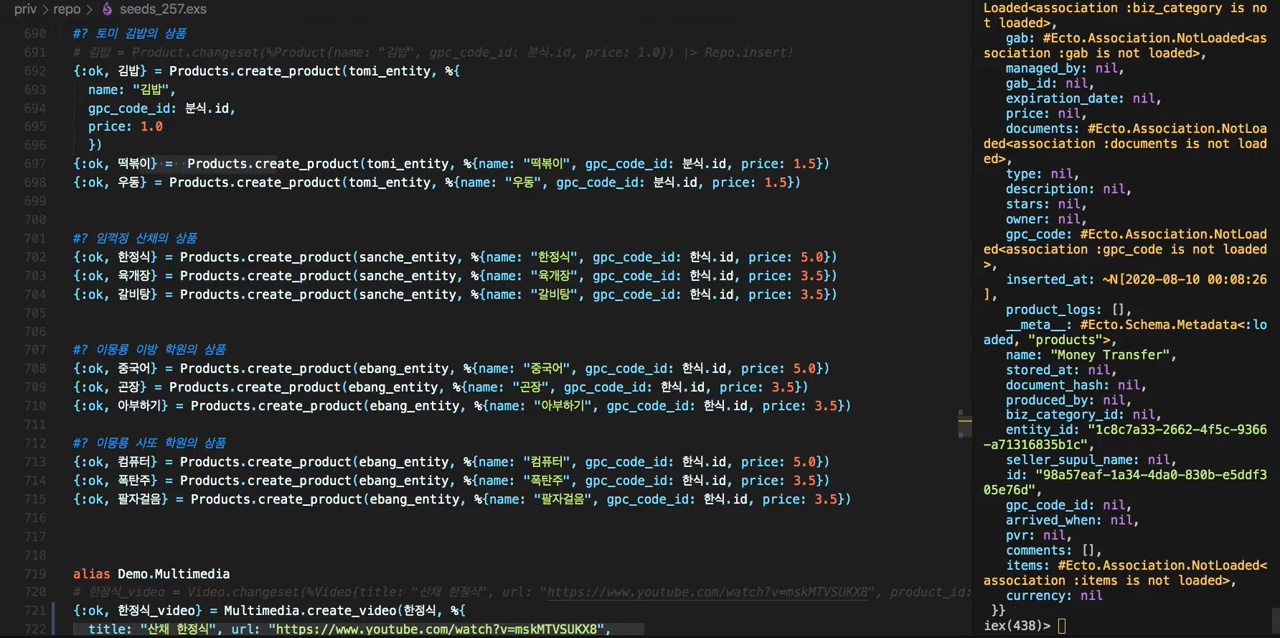 priv > repo > seeds_257.exs
690 #? 토미 김밥의 상품
691 # 김밥 = Product.changeset(%Product{name: "김밥", gpc_code_id: 분식.id, price: 1.0}) |> Repo.insert!
692 {:ok, 김밥} = Products.create_product(tomi_entity, %{
693 name: "김밥",
694 gpc_code_id: 분식.id,
695 price: 1.0
696 })
697 {:ok, 떡볶이} = Products.create_product(tomi_entity, %{name: "떡볶이", gpc_code_id: 분식.id, price: 1.5})
698 {:ok, 우동} = Products.create_product(tomi_entity, %{name: "우동", gpc_code_id: 분식.id, price: 1.5})
699
700
701 #? 임꺽정 산채의 상품
702 {:ok, 한정식} = Products.create_product(sanche_entity, %{name: "한정식", gpc_code_id: 한식.id, price: 5.0})
703 {:ok, 육개장} = Products.create_product(sanche_entity, %{name: "육개장", gpc_code_id: 한식.id, price: 3.5})
704 {:ok, 갈비탕} = Products.create_product(sanche_entity, %{name: "갈비탕", gpc_code_id: 한식.id, price: 3.5})
705
706
707 #? 이몽룡 이방 학원의 상품
708 {:ok, 중국어} = Products.create_product(ebang_entity, %{name: "중국어", gpc_code_id: 한식.id, price: 5.0})
709 {:ok, 곤장} = Products.create_product(ebang_entity, %{name: "곤장", gpc_code_id: 한식.id, price: 3.5})
710 {:ok, 아부하기} = Products.create_product(ebang_entity, %{name: "아부하기", gpc_code_id: 한식.id, price: 3.5})
711
712 #? 이몽룡 사또 학원의 상품
713 {:ok, 컴퓨터} = Products.create_product(ebang_entity, %{name: "컴퓨터", gpc_code_id: 한식.id, price: 5.0})
714 {:ok, 폭탄주} = Products.create_product(ebang_entity, %{name: "폭탄주", gpc_code_id: 한식.id, price: 3.5})
715 {:ok, 팔자걸음} = Products.create_product(ebang_entity, %{name: "팔자걸음", gpc_code_id: 한식.id, price: 3.5})
716
717
718
719 alias Demo.Multimedia
720 # 한정식_video = Video.changeset(%Video{title: "산채 한정식", url: "https://www.youtube.com/watch?v=mskMTVSUKX8", product_id:
721 {:ok, 한정식_video} = Multimedia.create_video(한정식, %{
722 title: "산채 한정식", url: "https://www.youtube.com/watch?v=mskMTVSUKX8",
Loaded<association :biz_category is no
t loaded>,
gab: #Ecto.Association.NotLoaded<as
sociation :gab is not loaded>,
managed_by: nil,
gab_id: nil,
expiration_date: nil,
price: nil,
documents: #Ecto.Association.NotLoa
ded<association :documents is not load
ed>,
type: nil,
description: nil,
stars: nil,
owner: nil,
gpc_code: #Ecto.Association.NotLoad
ed<association :gpc_code is not loaded
>,
inserted_at: ~N[2020-08-10 00:08:26
],
product_logs: [],
__meta__: #Ecto.Schema.Metadata<:lo
aded, "products">,
name: "Money Transfer",
stored_at: nil,
document_hash: nil,
produced_by: nil,
biz_category_id: nil,
entity_id: "1c8c7a33-2662-4f5c-9366
-a71316835b1c",
seller_supul_name: nil,
id: "98a57eaf-1a34-4da0-830b-e5ddf3
05e76d",
gpc_code_id: nil,
arrived_when: nil,
pvr: nil,
comments: [],
items: #Ecto.Association.NotLoaded<
association :items is not loaded>,
currency: nil
}}
iex(438)>